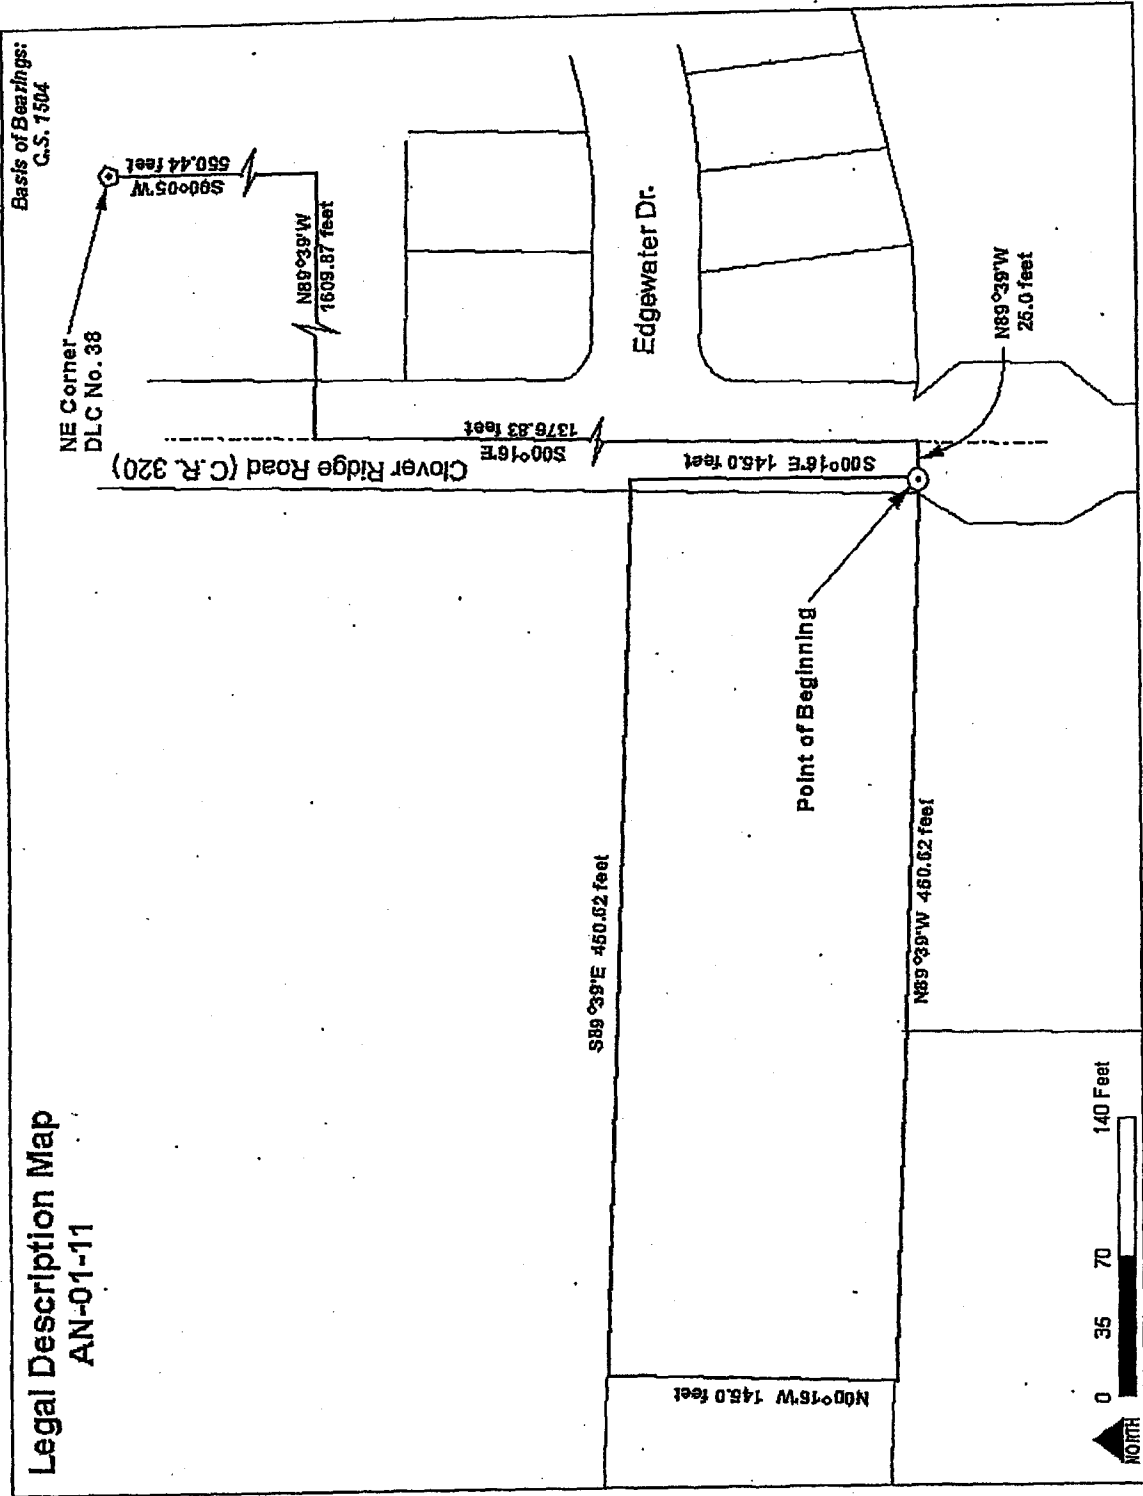 Legal Description Map
AN-01-11
Basis of Bearings:
C.S. 1504
NE Corner
DLC No. 38
S00°05'W
550.44 feet
N89°39'W
1609.87 feet
Clover Ridge Road (C.R. 320)
S00°16'E
1376.83 feet
Edgewater Dr.
S00°16'E 145.0 feet
N89°39'W
25.0 feet
Point of Beginning
S89°39'E 450.62 feet
N89°39'W 450.62 feet
N00°16'W 145.0 feet
0 35 70 140 Feet
NORTH